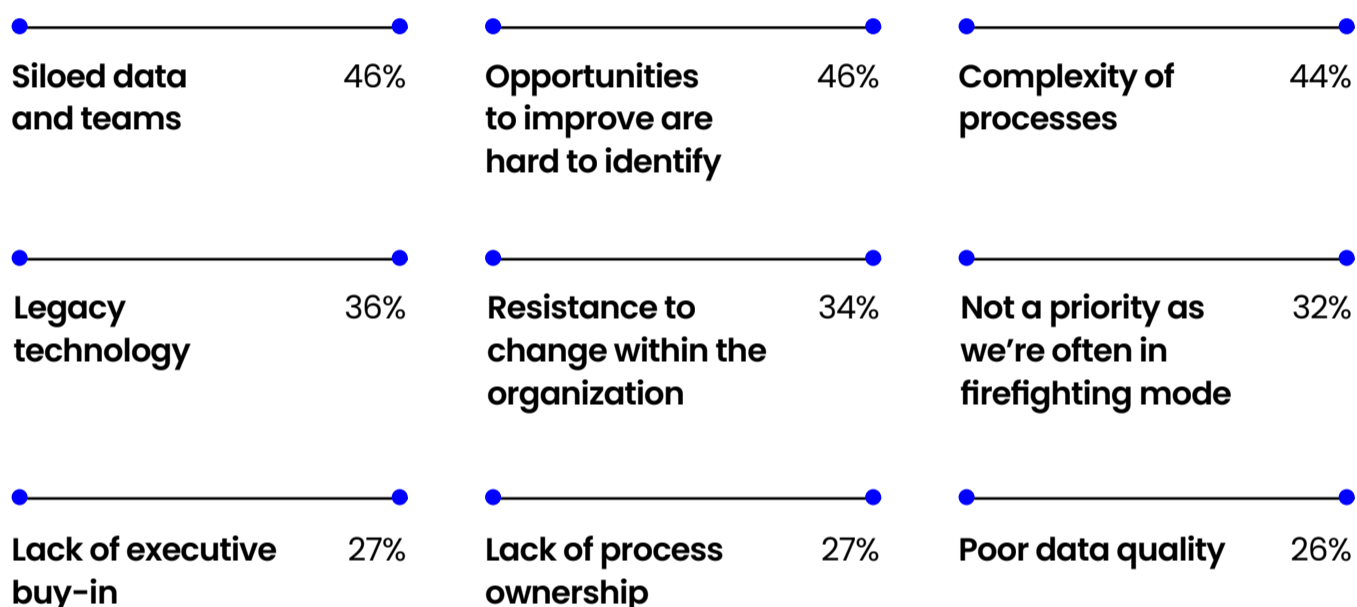 Siloed data 46%
and teams
Opportunities 46%
to improve are
hard to identify
Complexity of 44%
processes
Legacy 36%
technology
Resistance to 34%
change within the
organization
Not a priority as 32%
we’re often in
firefighting mode
Lack of executive 27%
buy-in
Lack of process 27%
ownership
Poor data quality 26%